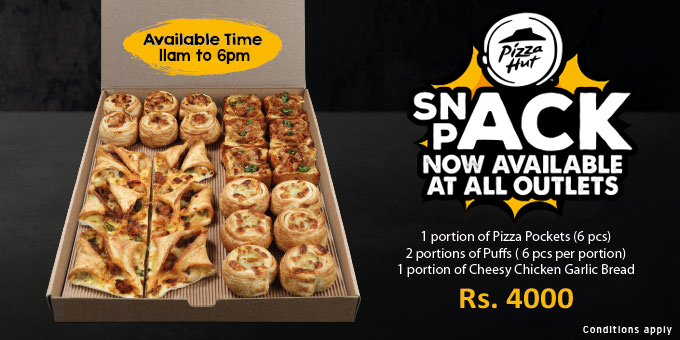 Available Time
11am to 6pm
Pizza
Hut
SNACK
PACK
NOW AVAILABLE
AT ALL OUTLETS
1 portion of Pizza Pockets (6 pcs)
2 portions of Puffs ( 6 pcs per portion)
1 portion of Cheesy Chicken Garlic Bread
Rs. 4000
Conditions apply